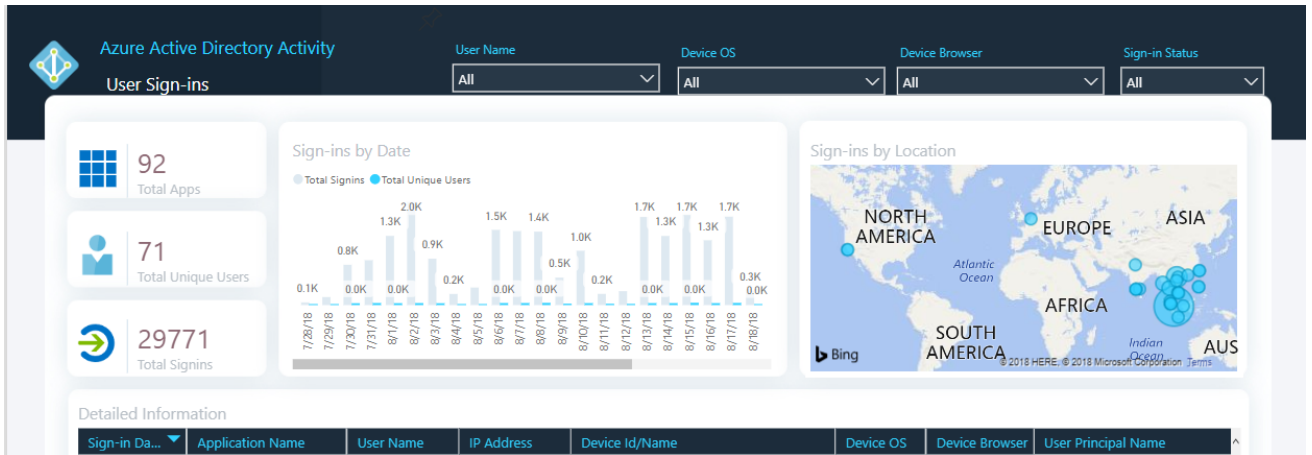 Azure Active Directory Activity
User Sign-ins
User Name
All
Device OS
All
Device Browser
All
Sign-in Status
All
92
Total Apps
71
Total Unique Users
29771
Total Signins
Sign-ins by Date
Total Signins Total Unique Users
0.1K 0.8K 0.0K 1.3K 0.0K 2.0K 0.9K 0.2K 1.5K 0.0K 1.4K 0.0K 0.5K 1.0K 0.2K 1.7K 0.0K 1.3K 1.7K 0.0K 1.3K 1.7K 0.3K 0.0K
7/28/18 7/29/18 7/30/18 7/31/18 8/1/18 8/2/18 8/3/18 8/4/18 8/5/18 8/6/18 8/7/18 8/8/18 8/9/18 8/10/18 8/11/18 8/12/18 8/13/18 8/14/18 8/15/18 8/16/18 8/17/18 8/18/18
Sign-ins by Location
NORTH
AMERICA
EUROPE
ASIA
Atlantic
Ocean
AFRICA
SOUTH
AMERICA
Indian
Ocean
AUS
Bing
© 2018 HERE, © 2018 Microsoft Corporation Terms
Detailed Information
Sign-in Da... Application Name User Name IP Address Device Id/Name Device OS Device Browser User Principal Name